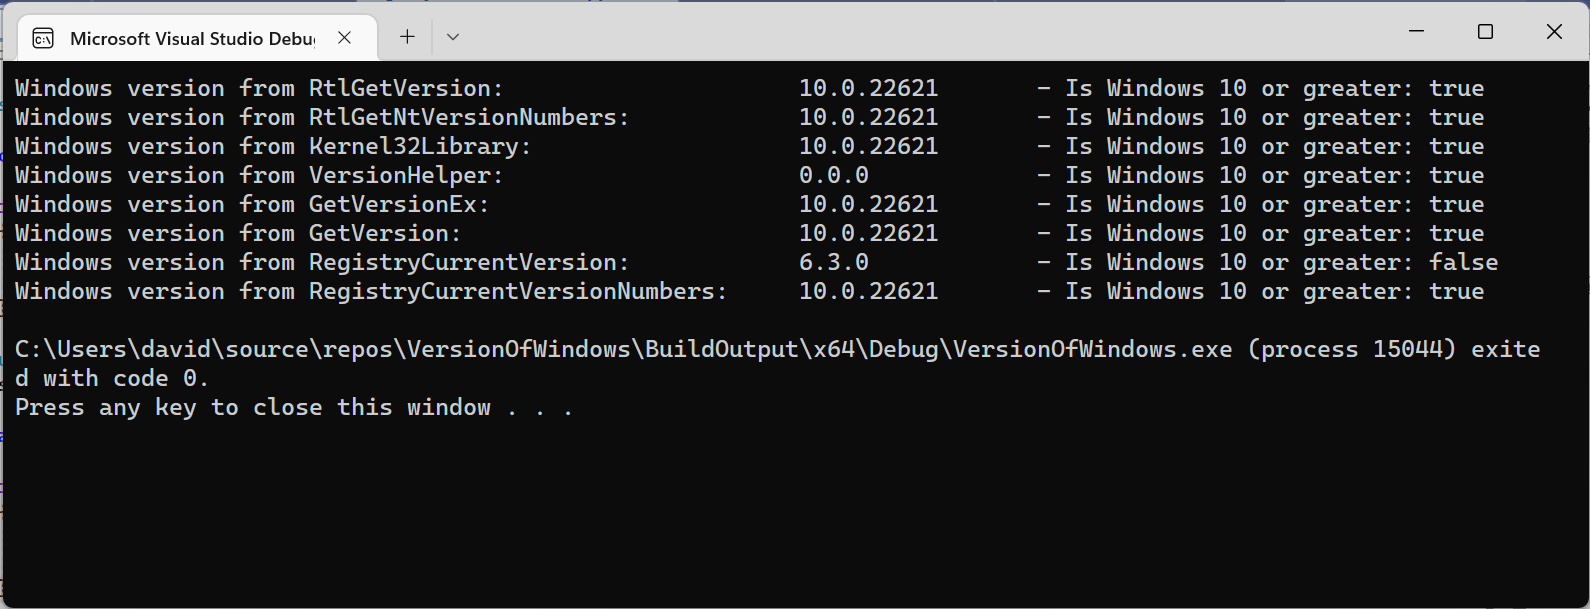 Microsoft Visual Studio Debu
Windows version from RtlGetVersion: 10.0.22621 - Is Windows 10 or greater: true
Windows version from RtlGetNtVersionNumbers: 10.0.22621 - Is Windows 10 or greater: true
Windows version from Kernel32Library: 10.0.22621 - Is Windows 10 or greater: true
Windows version from VersionHelper: 0.0.0 - Is Windows 10 or greater: true
Windows version from GetVersionEx: 10.0.22621 - Is Windows 10 or greater: true
Windows version from GetVersion: 10.0.22621 - Is Windows 10 or greater: true
Windows version from RegistryCurrentVersion: 6.3.0 - Is Windows 10 or greater: false
Windows version from RegistryCurrentVersionNumbers: 10.0.22621 - Is Windows 10 or greater: true
C:\Users\david\source\repos\VersionOfWindows\BuildOutput\x64\Debug\VersionOfWindows.exe (process 15044) exite
d with code 0.
Press any key to close this window . . .